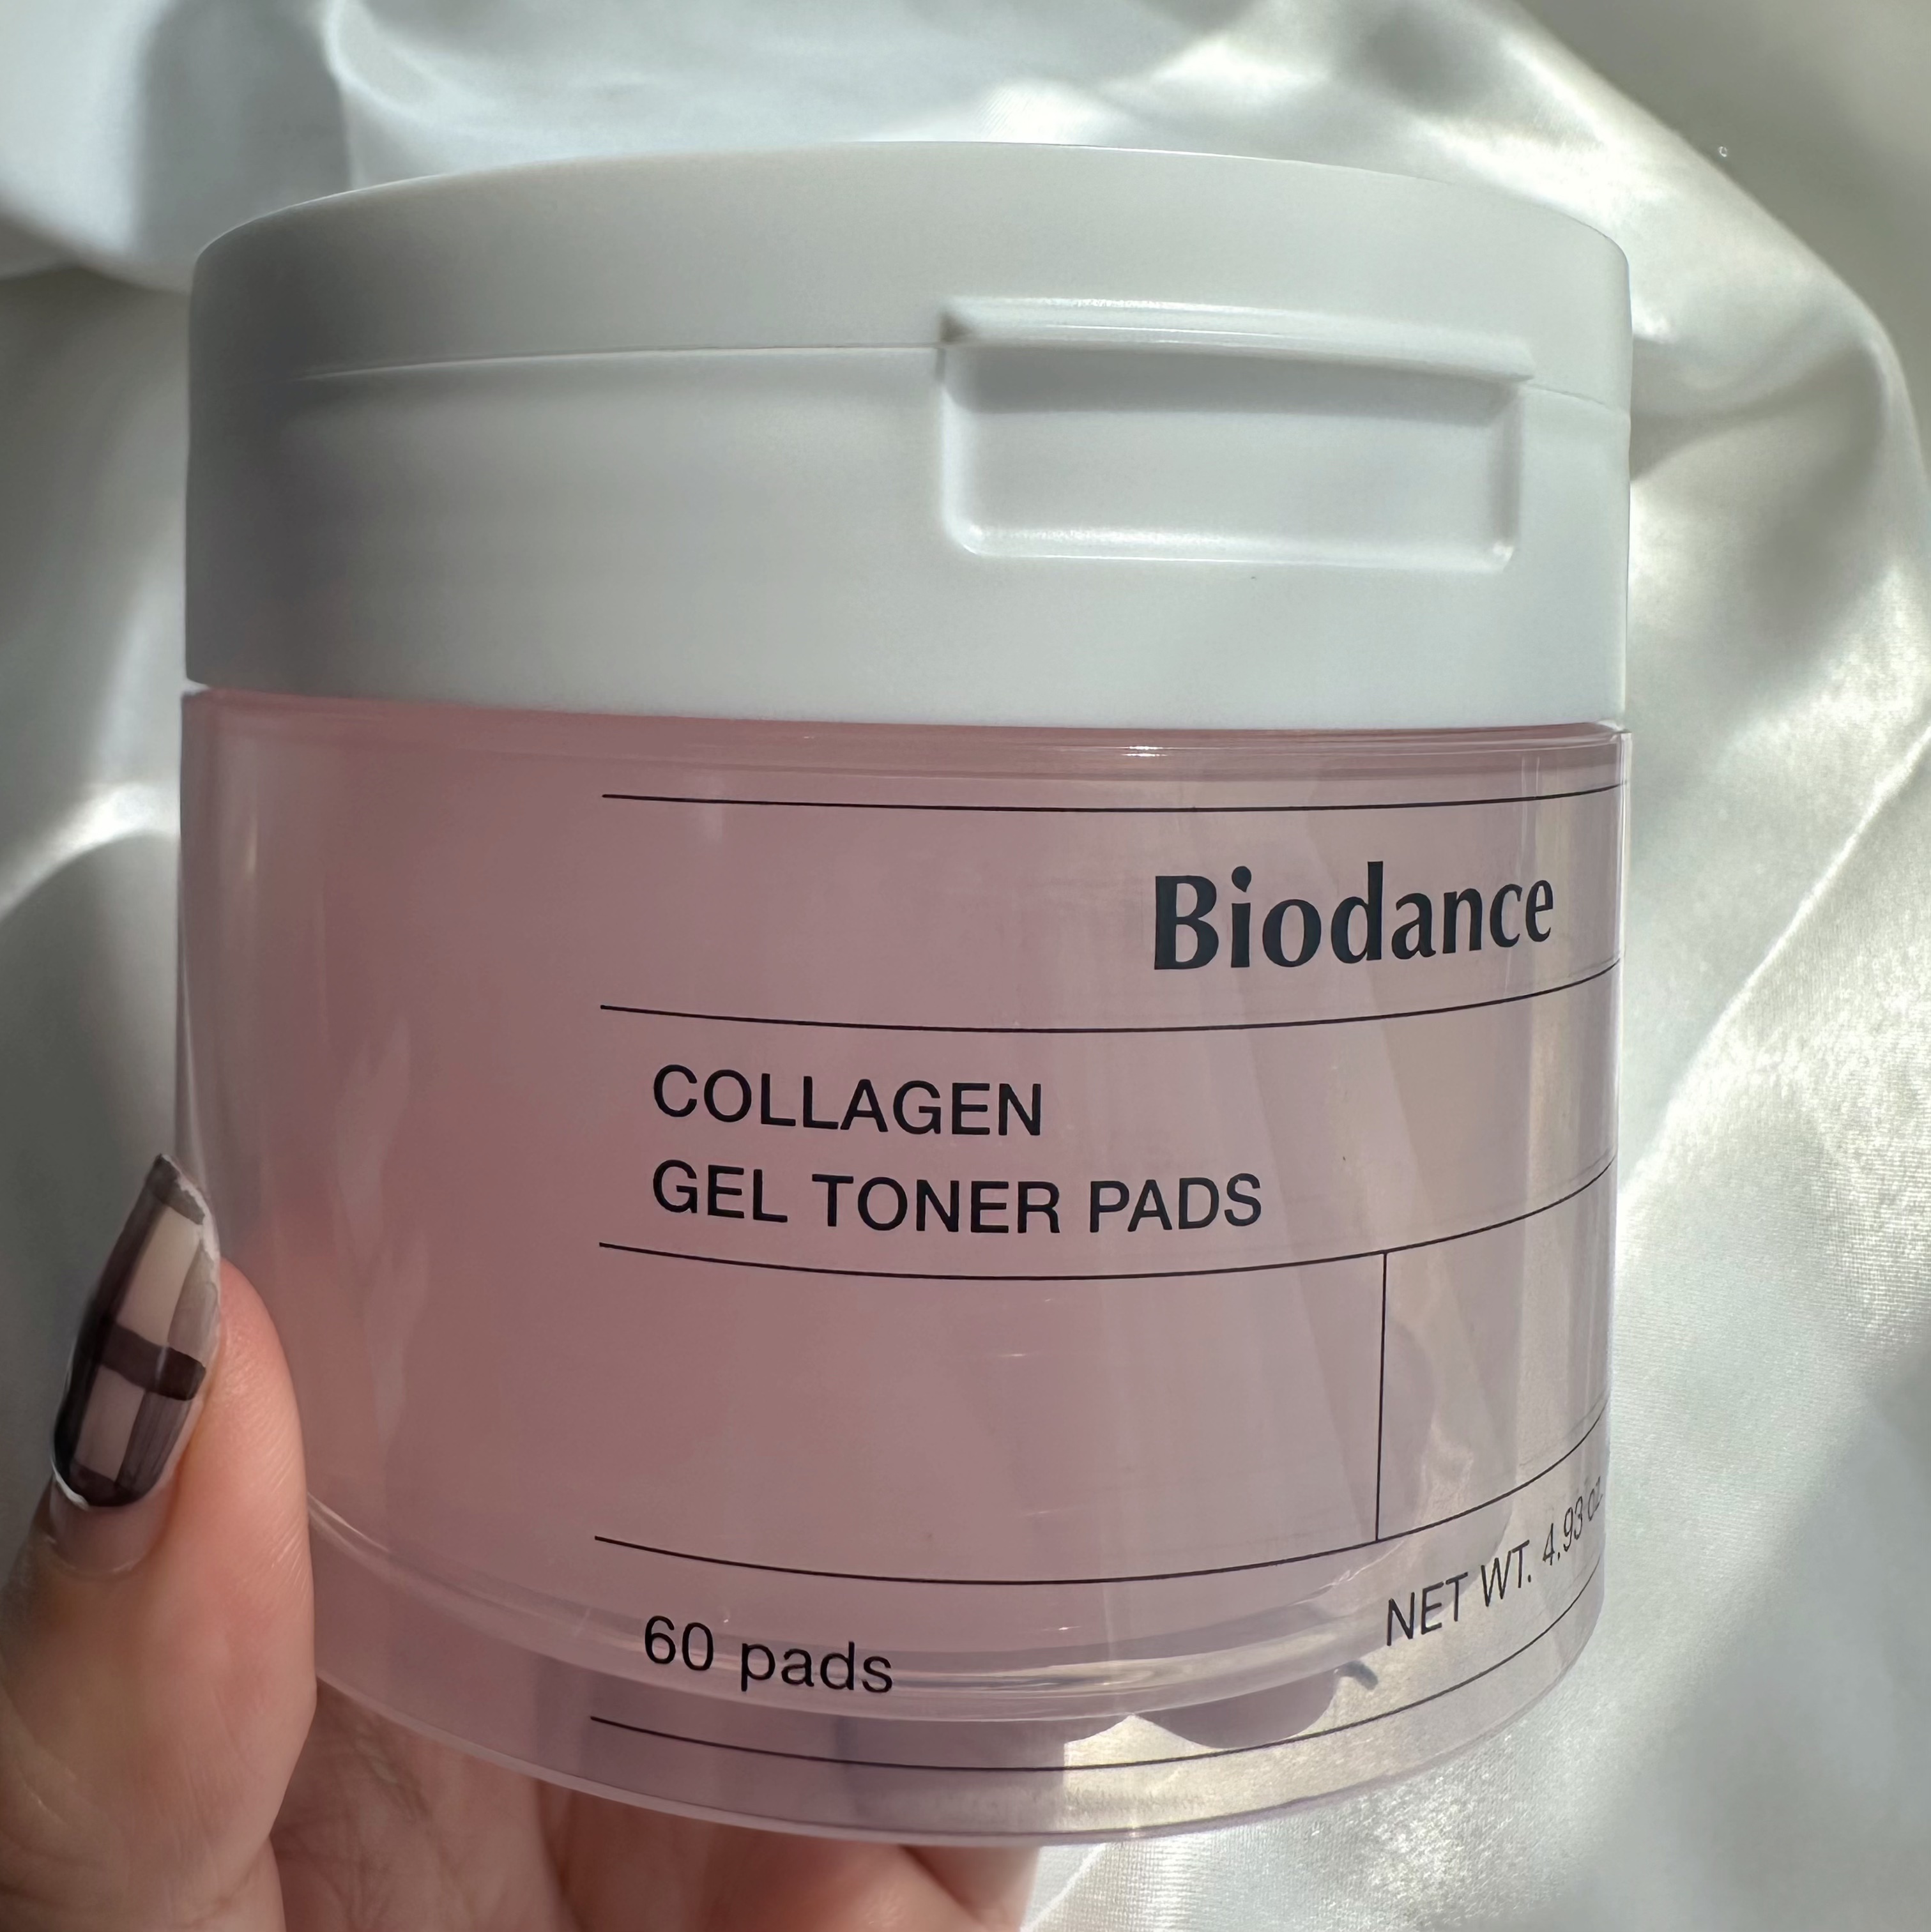 Biodance
COLLAGEN
GEL TONER PADS
60 pads
NET WT. 4.93 oz.